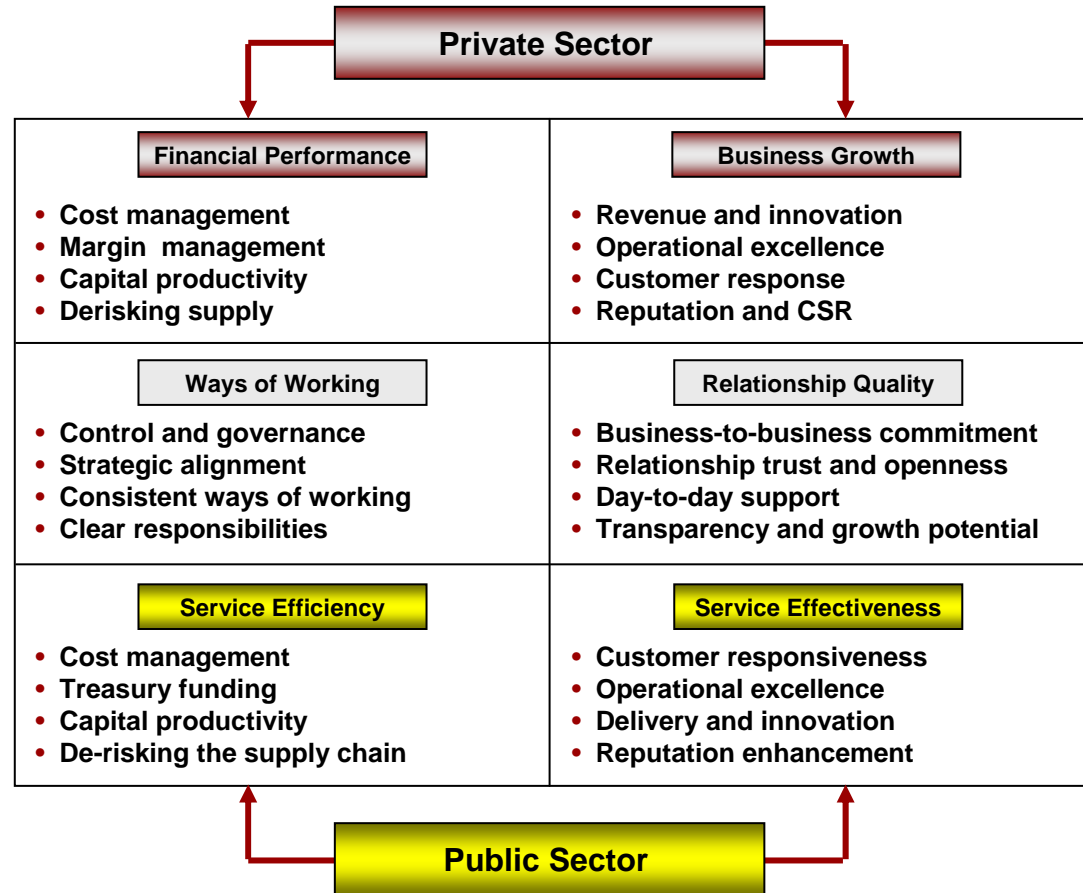 Private Sector
Financial Performance
• Cost management
• Margin  management
• Capital productivity
• Derisking supply
Business Growth
• Revenue and innovation
• Operational excellence
• Customer response
• Reputation and CSR
Ways of Working
• Control and governance
• Strategic alignment
• Consistent ways of working
• Clear responsibilities
Relationship Quality
• Business-to-business commitment
• Relationship trust and openness
• Day-to-day support
• Transparency and growth potential
Service Efficiency
• Cost management
• Treasury funding
• Capital productivity
• De-risking the supply chain
Service Effectiveness
• Customer responsiveness
• Operational excellence
• Delivery and innovation
• Reputation enhancement
Public Sector